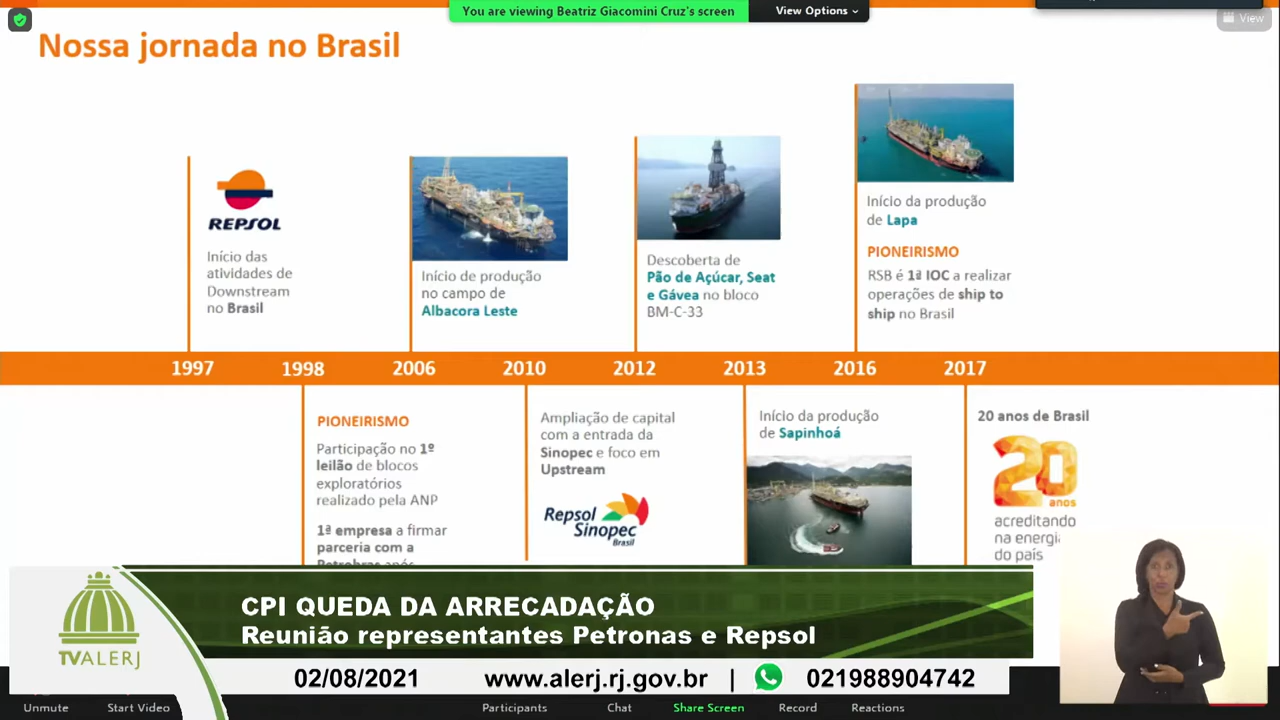 You are viewing Beatriz Giacomini Cruz's screen
View Options
View
Nossa jornada no Brasil
REPSOL
Início das
atividades de
Downstream
no Brasil
Início de produção
no campo de
Albacora Leste
Descoberta de
Pão de Açúcar, Seat
e Gávea no bloco
BM-C-33
Início da produção
de Lapa
PIONEIRISMO
RSB é 1ª IOC a realizar
operações de ship to
ship no Brasil
1997
1998
2006
2010
2012
2013
2016
2017
PIONEIRISMO
Participação no 1º
leilão de blocos
exploratórios
realizado pela ANP
1ª empresa a firmar
parceria com a
Ampliação de capital
com a entrada da
Sinopec e foco em
Upstream
Repsol
Sinopec
Brasil
Início da produção
de Sapinhoá
20 anos de Brasil
20
anos
acreditando
na energia
do país
TVALERJ
CPI QUEDA DA ARRECADAÇÃO
Reunião representantes Petronas e Repsol
02/08/2021 www.alerj.rj.gov.br | 021988904742
Unmute
Start Video
Participants
Chat
Share Screen
Record
Reactions